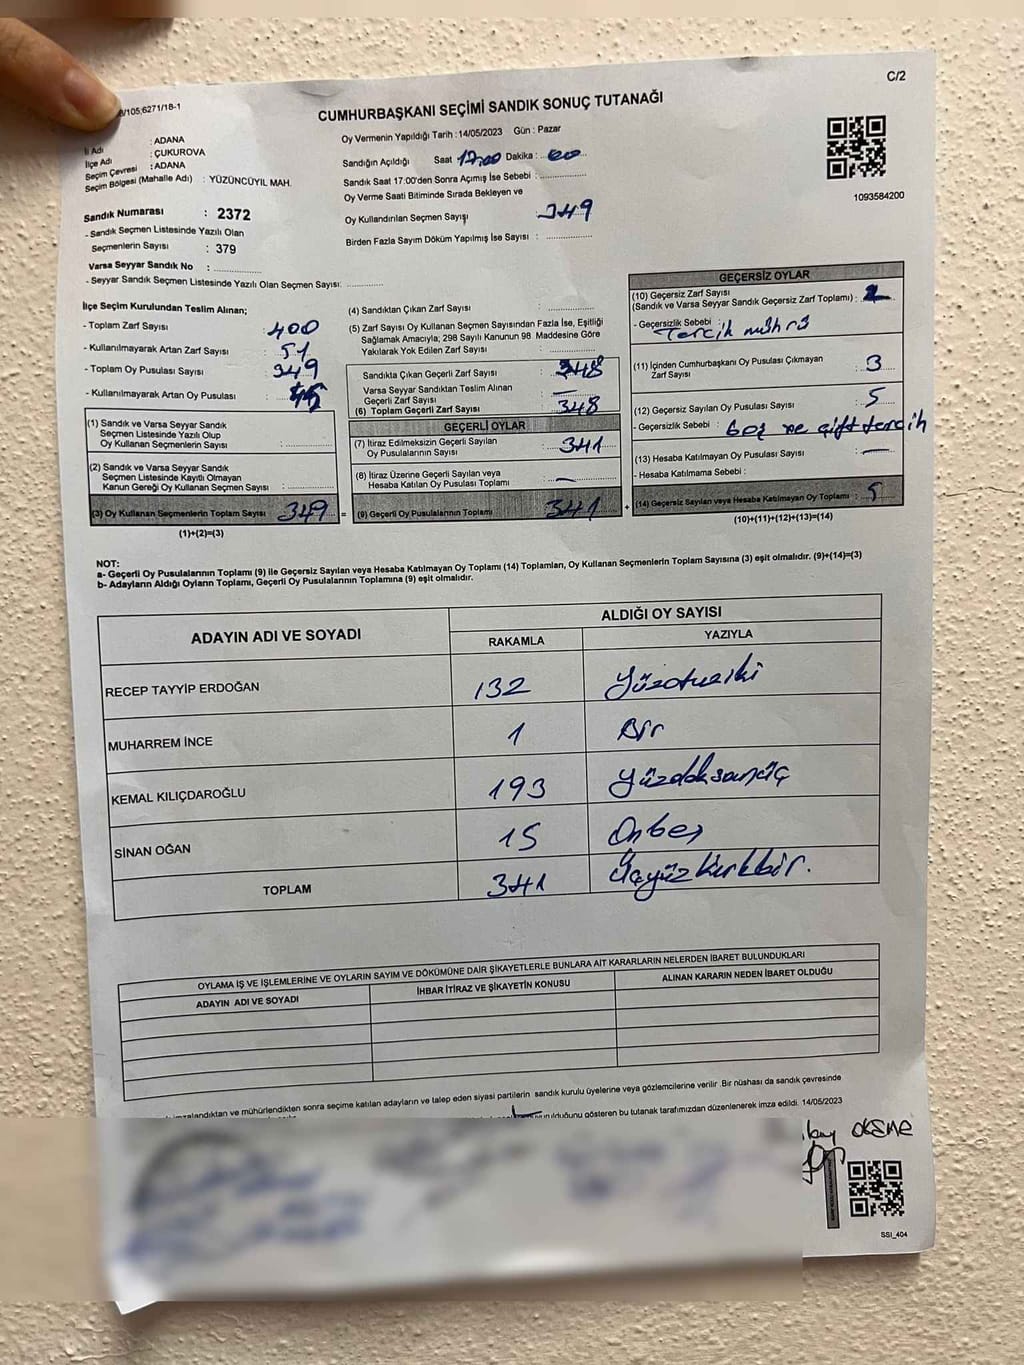 /105;6271/18-1
C/2
CUMHURBAŞKANI SEÇİMİ SANDIK SONUÇ TUTANAĞI
İl Adı : ADANA
İlçe Adı : ÇUKUROVA
Seçim Çevresi : ADANA
Seçim Bölgesi (Mahalle Adı) : YÜZÜNCÜYIL MAH.
Sandık Numarası : 2372
- Sandık Seçmen Listesinde Yazılı Olan
Seçmenlerin Sayısı : 379
Varsa Seyyar Sandık No :
- Seyyar Sandık Seçmen Listesinde Yazılı Olan Seçmen Sayısı:
Oy Vermenin Yapıldığı Tarih : 14/05/2023 Gün : Pazar
Sandığın Açıldığı Saat 17:00 Dakika : 00
Sandık Saat 17:00'den Sonra Açımış İse Sebebi :
Oy Verme Saati Bitiminde Sırada Bekleyen ve
Oy Kullandırılan Seçmen Sayısı : 349
Birden Fazla Sayım Döküm Yapılmış İse Sayısı :
1093584200
İlçe Seçim Kurulundan Teslim Alınan;
- Toplam Zarf Sayısı : 400
- Kullanılmayarak Artan Zarf Sayısı : 51
- Toplam Oy Pusulası Sayısı : 349
- Kullanılmayarak Artan Oy Pusulası :
(1) Sandık ve Varsa Seyyar Sandık
Seçmen Listesinde Yazılı Olup
Oy Kullanan Seçmenlerin Sayısı :
(2) Sandık ve Varsa Seyyar Sandık
Seçmen Listesinde Kayıtlı Olmayan
Kanun Gereği Oy Kullanan Seçmen Sayısı :
(3) Oy Kullanan Seçmenlerin Toplam Sayısı : 349 =
(1)+(2)=(3)
(4) Sandıktan Çıkan Zarf Sayısı :
(5) Zarf Sayısı Oy Kullanan Seçmen Sayısından Fazla İse, Eşitliği
Sağlamak Amacıyla; 298 Sayılı Kanunun 98. Maddesine Göre
Yakılarak Yok Edilen Zarf Sayısı :
Sandıkta Çıkan Geçerli Zarf Sayısı : 348
Varsa Seyyar Sandıktan Teslim Alınan
Geçerli Zarf Sayısı : —
(6) Toplam Geçerli Zarf Sayısı : 348
GEÇERLİ OYLAR
(7) İtiraz Edilmeksizin Geçerli Sayılan
Oy Pusulalarının Sayısı : 341
(8) İtiraz Üzerine Geçerli Sayılan veya
Hesaba Katılan Oy Pusulası Toplamı : —
(9) Geçerli Oy Pusulalarının Toplamı : 341 +
GEÇERSİZ OYLAR
(10) Geçersiz Zarf Sayısı
(Sandık ve Varsa Seyyar Sandık Geçersiz Zarf Toplamı) :
- Geçersizlik Sebebi : Tercih mührü
(11) İçinden Cumhurbaşkanı Oy Pusulası Çıkmayan
Zarf Sayısı : 3
(12) Geçersiz Sayılan Oy Pusulası Sayısı : 5
- Geçersizlik Sebebi : boş ve çift tercih
(13) Hesaba Katılmayan Oy Pusulası Sayısı : —
- Hesaba Katılmama Sebebi :
(14) Geçersiz Sayılan veya Hesaba Katılmayan Oy Toplamı : 5
(10)+(11)+(12)+(13)=(14)
NOT:
a- Geçerli Oy Pusulalarının Toplamı (9) ile Geçersiz Sayılan veya Hesaba Katılmayan Oy Toplamı (14) Toplamları, Oy Kullanan Seçmenlerin Toplam Sayısına (3) eşit olmalıdır. (9)+(14)=(3)
b- Adayların Aldığı Oyların Toplamı, Geçerli Oy Pusulalarının Toplamına (9) eşit olmalıdır.
ADAYIN ADI VE SOYADI ALDIĞI OY SAYISI
RAKAMLA YAZIYLA
RECEP TAYYİP ERDOĞAN 132 Yüzotuziki
MUHARREM İNCE 1 Bir
KEMAL KILIÇDAROĞLU 193 Yüzdoksanüç
SİNAN OĞAN 15 Onbeş
TOPLAM 341 Üçyüzkırkbir.
OYLAMA İŞ VE İŞLEMLERİNE VE OYLARIN SAYIM VE DÖKÜMÜNE DAİR ŞİKAYETLERLE BUNLARA AİT KARARLARIN NELERDEN İBARET BULUNDUKLARI
ADAYIN ADI VE SOYADI İHBAR İTİRAZ VE ŞİKAYETİN KONUSU ALINAN KARARIN NEDEN İBARET OLDUĞU
imzalandıktan ve mühürlendikten sonra seçime katılan adayların ve talep eden siyasi partilerin sandık kurulu üyelerine veya gözlemcilerine verilir .Bir nüshası da sandık çevresinde
duğunu gösteren bu tutanak tarafımızdan düzenlenerek imza edildi. 14/05/2023
SSI_404